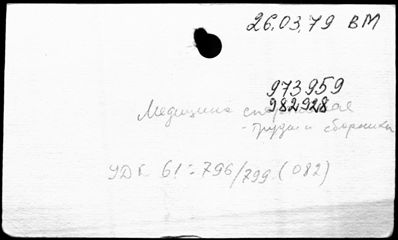 26.03.79 ВМ
973959
982928
Медицина спортивная
- Труды и сборники
УДК 61:796/799 (082)